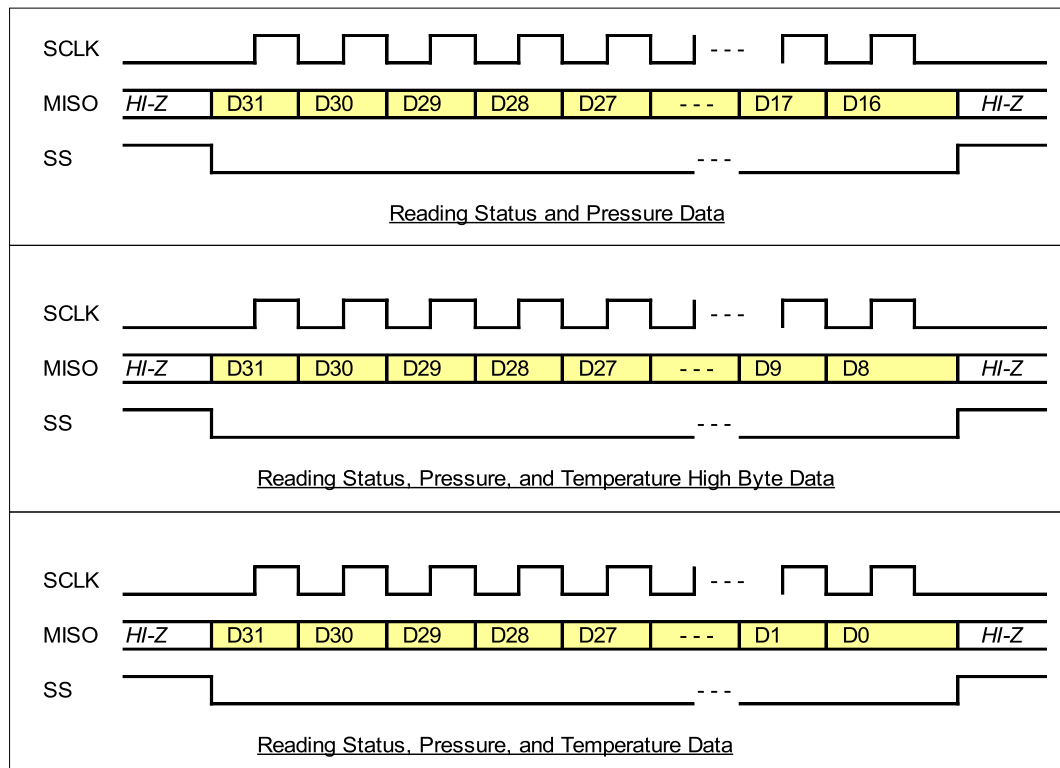 SCLK - - -
MISO HI-Z D31 D30 D29 D28 D27 - - - D17 D16 HI-Z
SS - - -
Reading Status and Pressure Data
SCLK - - -
MISO HI-Z D31 D30 D29 D28 D27 - - - D9 D8 HI-Z
SS - - -
Reading Status, Pressure, and Temperature High Byte Data
SCLK - - -
MISO HI-Z D31 D30 D29 D28 D27 - - - D1 D0 HI-Z
SS - - -
Reading Status, Pressure, and Temperature Data